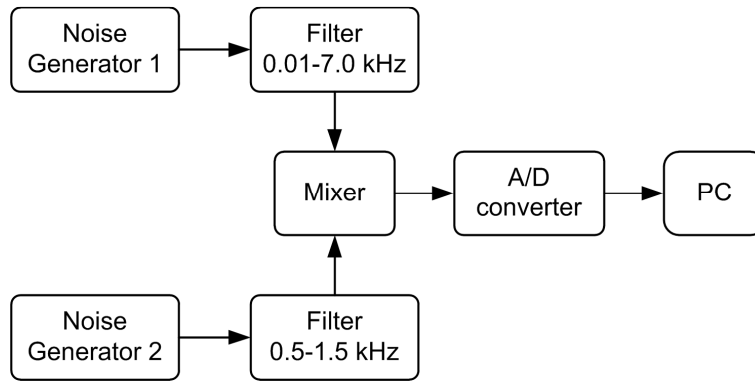 Noise
Generator 1
Filter
0.01-7.0 kHz
Mixer
A/D
converter
PC
Noise
Generator 2
Filter
0.5-1.5 kHz